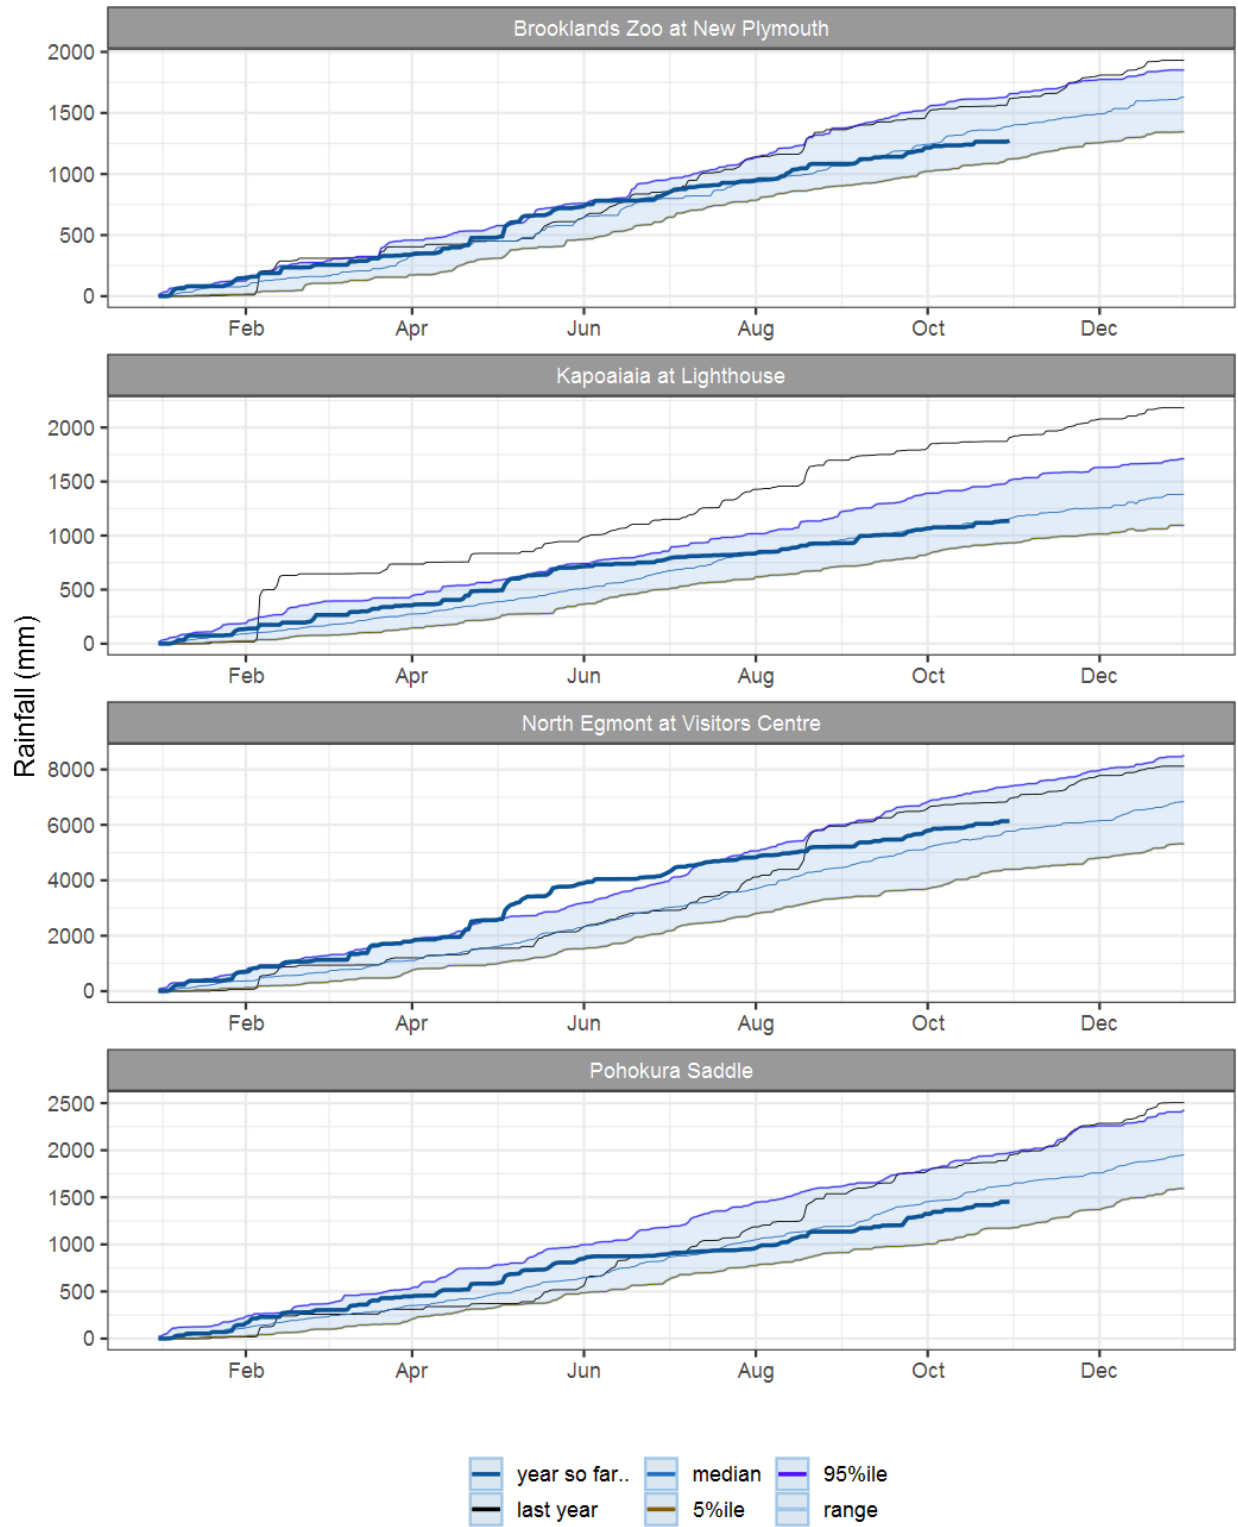 Brooklands Zoo at New Plymouth
2000
1500
1000
500
0
Feb Apr Jun Aug Oct Dec
Kapoaiaia at Lighthouse
2000
1500
1000
500
0
Feb Apr Jun Aug Oct Dec
Rainfall (mm)
North Egmont at Visitors Centre
8000
6000
4000
2000
0
Feb Apr Jun Aug Oct Dec
Pohokura Saddle
2500
2000
1500
1000
500
0
Feb Apr Jun Aug Oct Dec
year so far.. median 95%ile
last year 5%ile range